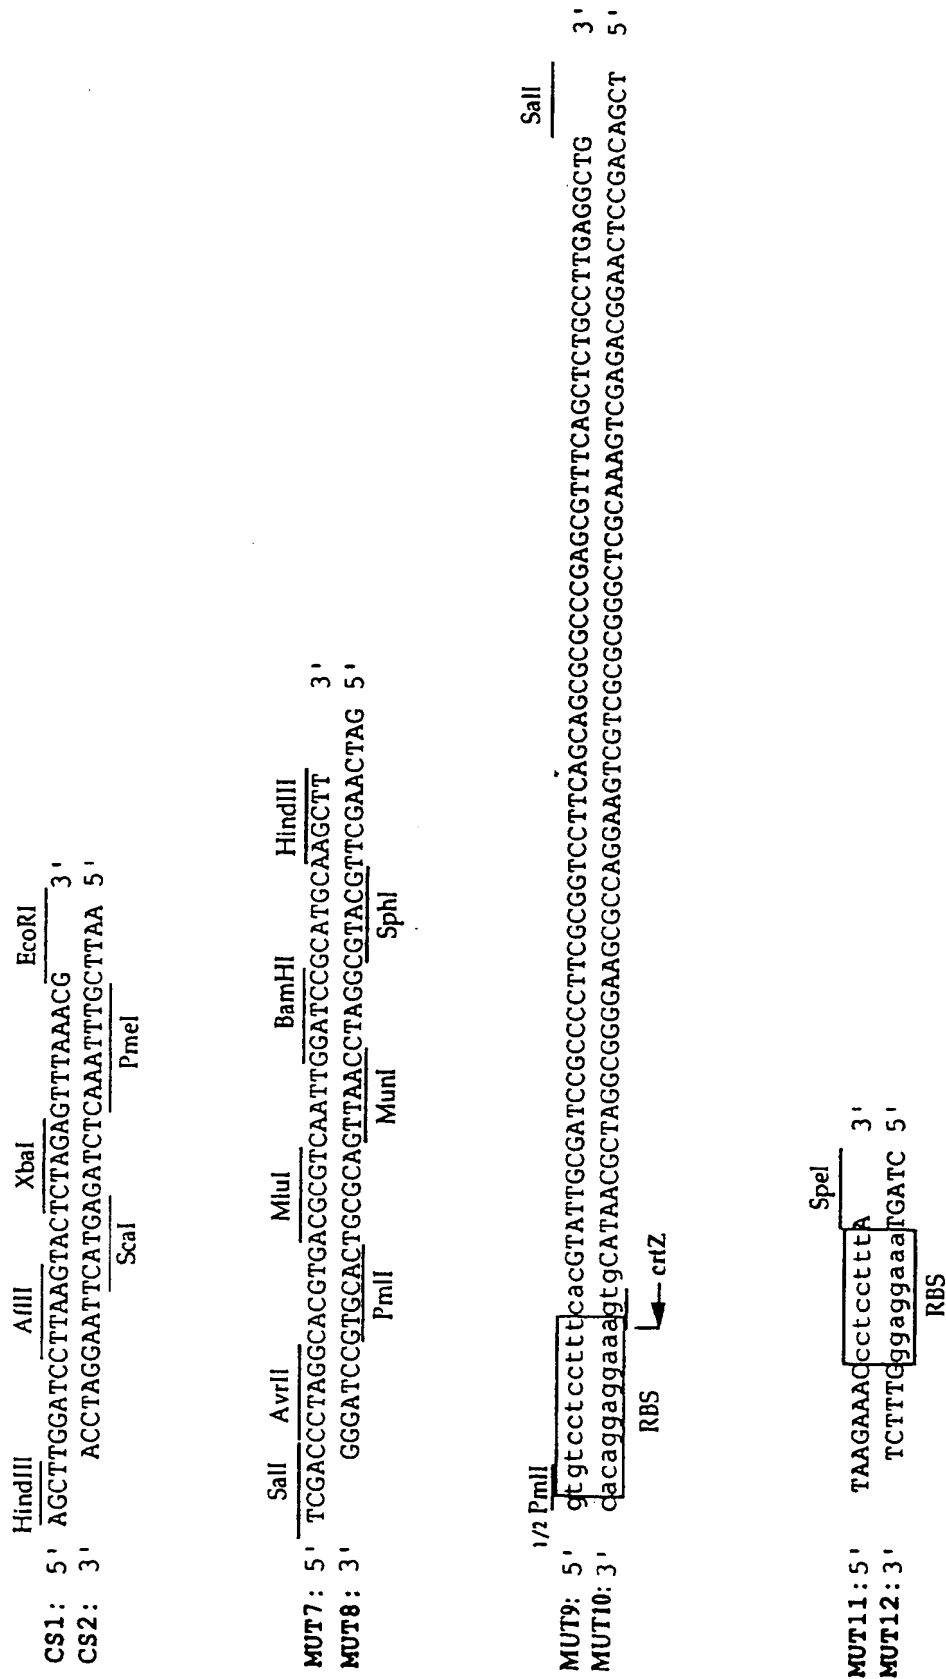 HindIII AflII XbaI EcoRI
CS1: 5' AGCTTGGATCCTTAAGTACTCTAGAGTTTAAACG 3'
CS2: 3' ACCTAGGAATTCATGAGATCTCAAATTTGCTTAA 5'
ScaI PmeI
SalI AvrII MluI BamHI HindIII
MUT7: 5' TCGACCCTAGGCACGTGACGCGTCAATTGGATCCGCATGCAAGCTT 3'
MUT8: 3' GGGATCCGTGCACTGCGCAGTTAACCTAGGCGTACGTTCGAACTAG 5'
PmlI MunI SphI
1/2 PmlI SalI
MUT9: 5' gtgtcctcctttcacGTATTGCGATCCGCCCCTTCGCGGTCCTTCAGCAGCGCGCCCGAGCGTTTCAGCTCTGCCTTGAGGCTG 3'
MUT10: 3' cacaggaggaaagtgCATAACGCTAGGCGGGGAAGCGCCAGGAAGTCGTCGCGCGGGCTCGCAAAGTCGAGACGGAACTCCGACAGCT 5'
RBS crtZ
SpeI
MUT11: 5' TAAGAAACcctcctttA 3'
MUT12: 3' TCTTTGggaggaaaTGATC 5'
RBS